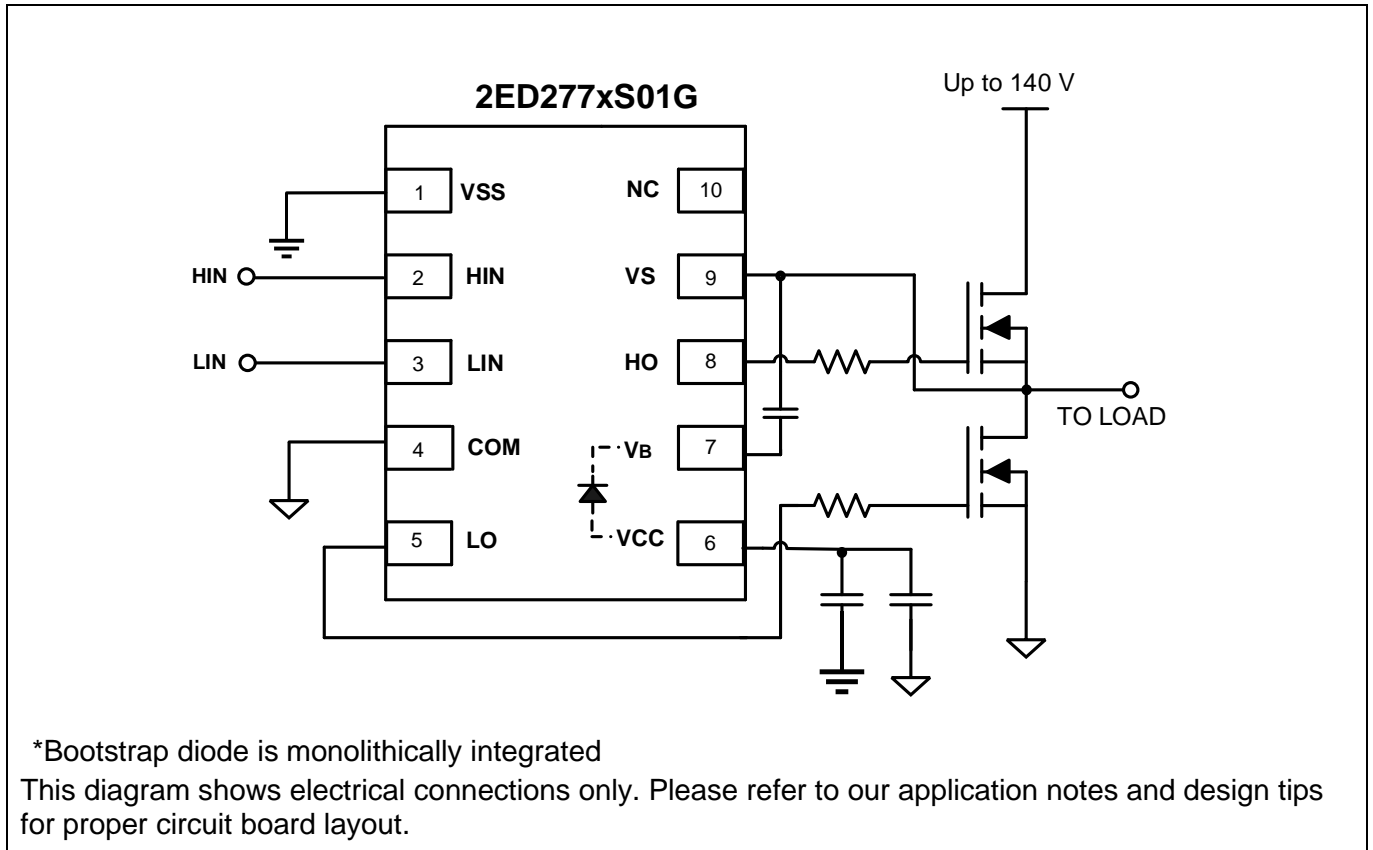 2ED277xS01G
Up to 140 V
1 VSS NC 10
HIN 2 HIN VS 9
LIN 3 LIN HO 8
TO LOAD
4 COM VB 7
5 LO VCC 6
*Bootstrap diode is monolithically integrated
This diagram shows electrical connections only. Please refer to our application notes and design tips
for proper circuit board layout.